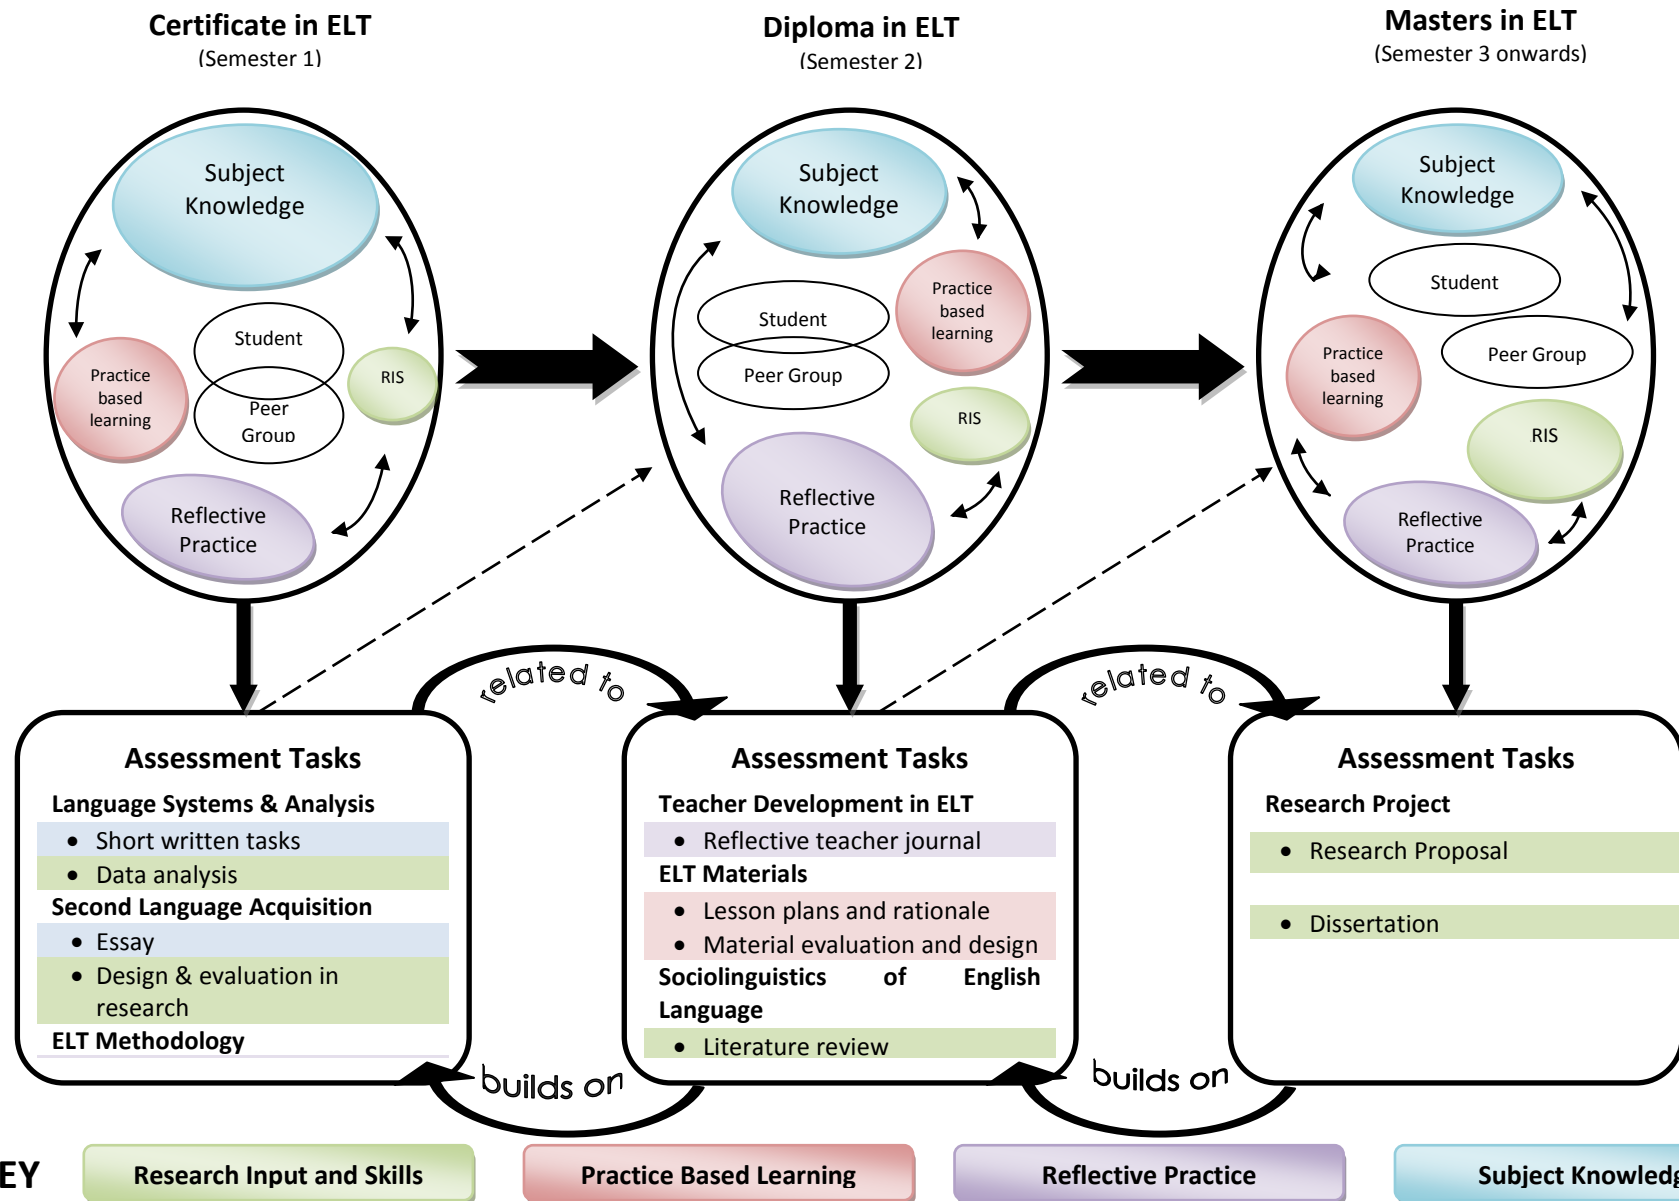 Certificate in ELT
(Semester 1)
Diploma in ELT
(Semester 2)
Masters in ELT
(Semester 3 onwards)
Subject
Knowledge
Student
Peer
Group
Practice
based
learning
RIS
Reflective
Practice
Subject
Knowledge
Practice
based
learning
Student
Peer Group
RIS
Reflective
Practice
Subject
Knowledge
Student
Peer Group
Practice
based
learning
RIS
Reflective
Practice
related to
related to
Assessment Tasks
Language Systems & Analysis
• Short written tasks
• Data analysis
Second Language Acquisition
• Essay
• Design & evaluation in
research
ELT Methodology
Assessment Tasks
Teacher Development in ELT
• Reflective teacher journal
ELT Materials
• Lesson plans and rationale
• Material evaluation and design
Sociolinguistics of English
Language
• Literature review
Assessment Tasks
Research Project
• Research Proposal
• Dissertation
builds on
builds on
EY
Research Input and Skills
Practice Based Learning
Reflective Practice
Subject Knowled